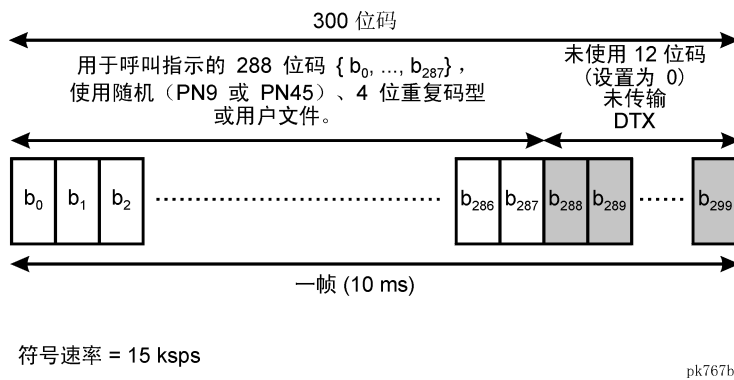 300 位码
用于呼叫指示的 288 位码 { b0, ..., b287} ，
使用随机（PN9 或 PN45）、4 位重复码型
或用户文件。
未使用 12 位码
(设置为 0)
未传输
DTX
b0 b1 b2 b286 b287 b288 b289 b299
一帧 (10 ms)
符号速率 = 15 ksps
pk767b